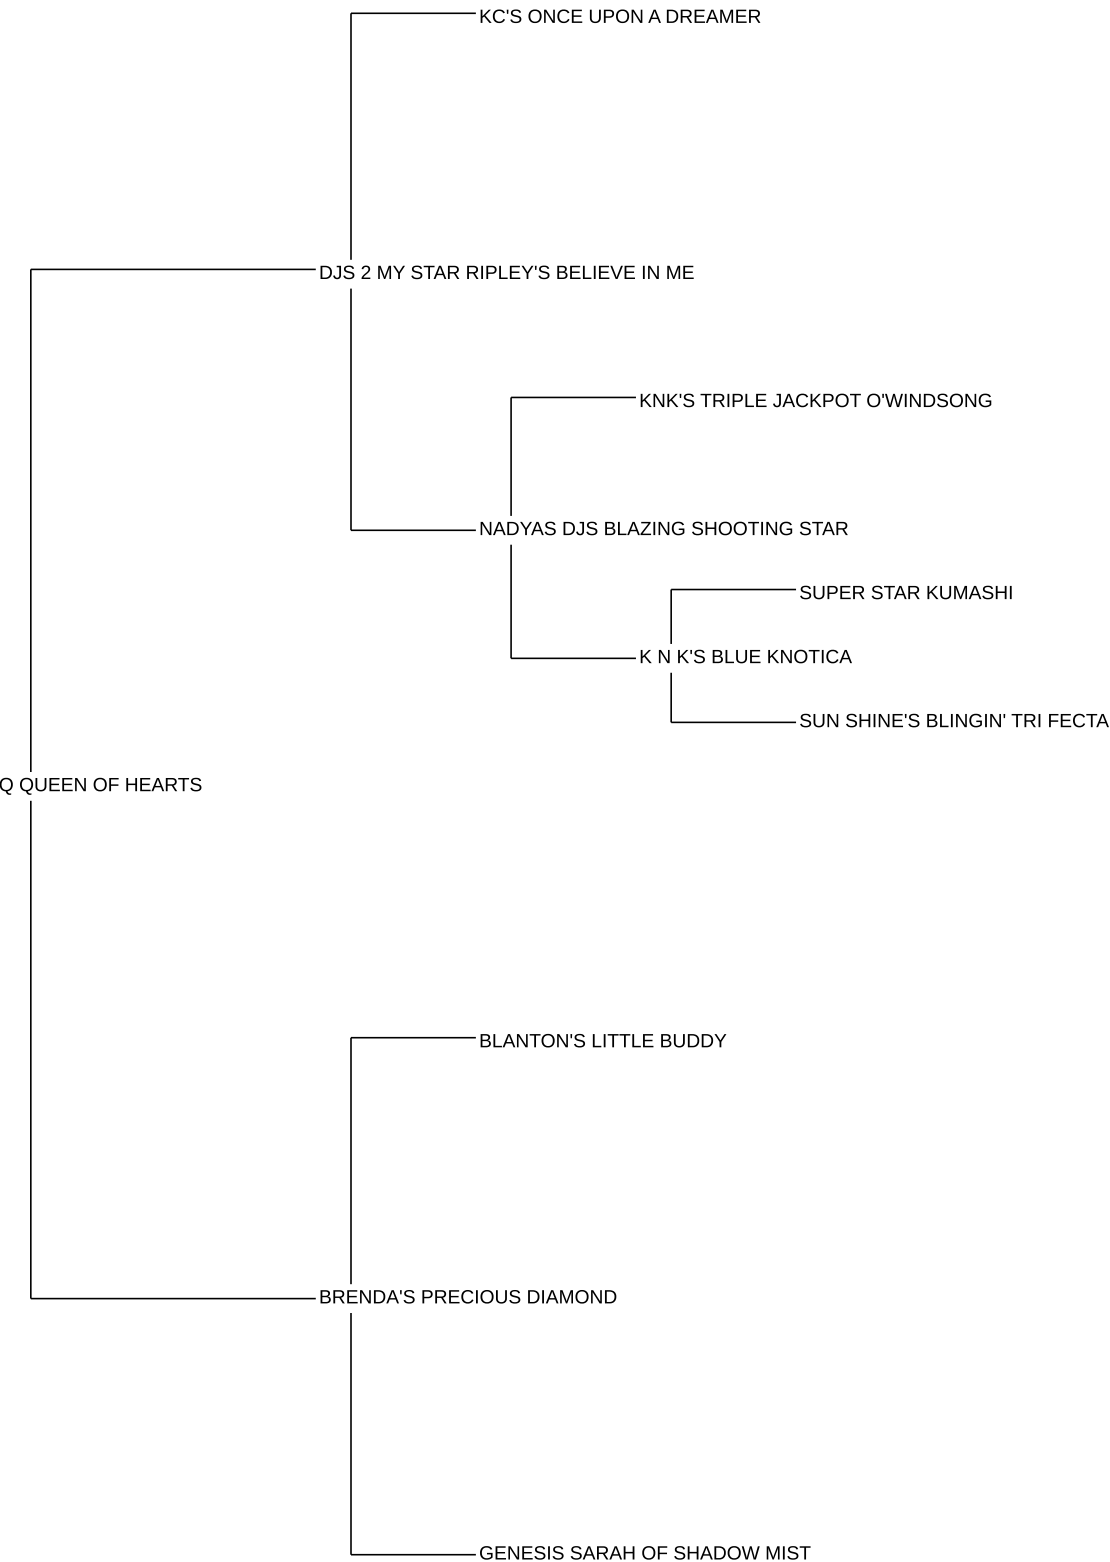 KC'S ONCE UPON A DREAMER
DJS 2 MY STAR RIPLEY'S BELIEVE IN ME
KNK'S TRIPLE JACKPOT O'WINDSONG
NADYAS DJS BLAZING SHOOTING STAR
SUPER STAR KUMASHI
K N K'S BLUE KNOTICA
SUN SHINE'S BLINGIN' TRI FECTA
Q QUEEN OF HEARTS
BLANTON'S LITTLE BUDDY
BRENDA'S PRECIOUS DIAMOND
GENESIS SARAH OF SHADOW MIST